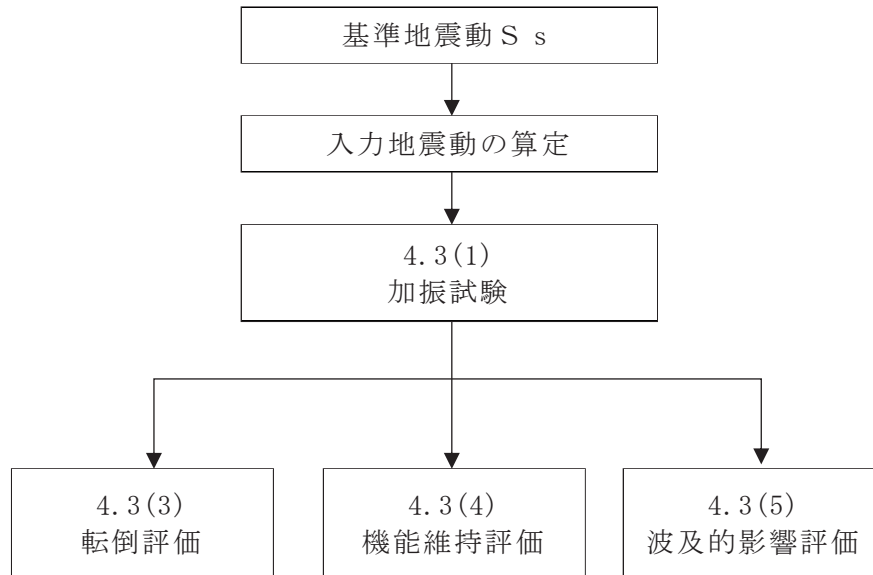 基準地震動Ｓｓ
入力地震動の算定
4.3(1)
加振試験
4.3(3)
転倒評価
4.3(4)
機能維持評価
4.3(5)
波及的影響評価